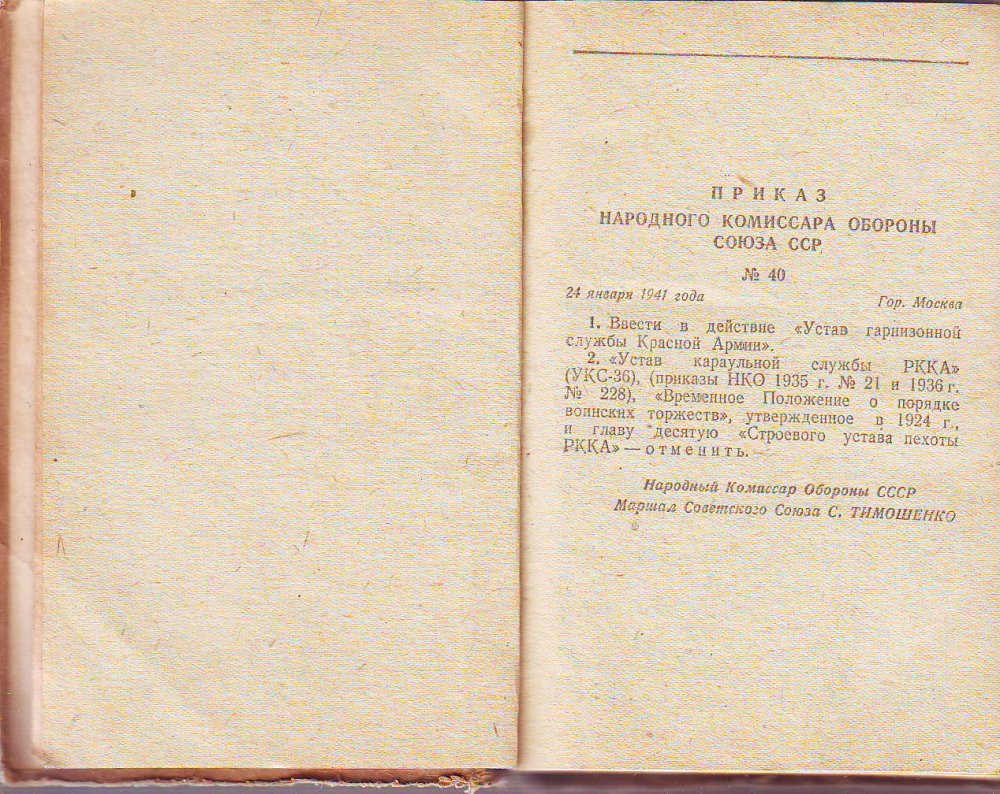 ПРИКАЗ
НАРОДНОГО КОМИССАРА ОБОРОНЫ
СОЮЗА ССР
№ 40
24 января 1941 года Гор. Москва
1. Ввести в действие «Устав гарнизонной
службы Красной Армии».
2. «Устав караульной службы РККА»
(УКС-36), (приказы НКО 1935 г. № 21 и 1936 г.
№ 228), «Временное Положение о порядке
воинских торжеств», утвержденное в 1924 г.,
и главу десятую «Строевого устава пехоты
РККА» — отменить.
Народный Комиссар Обороны СССР
Маршал Советского Союза С. ТИМОШЕНКО